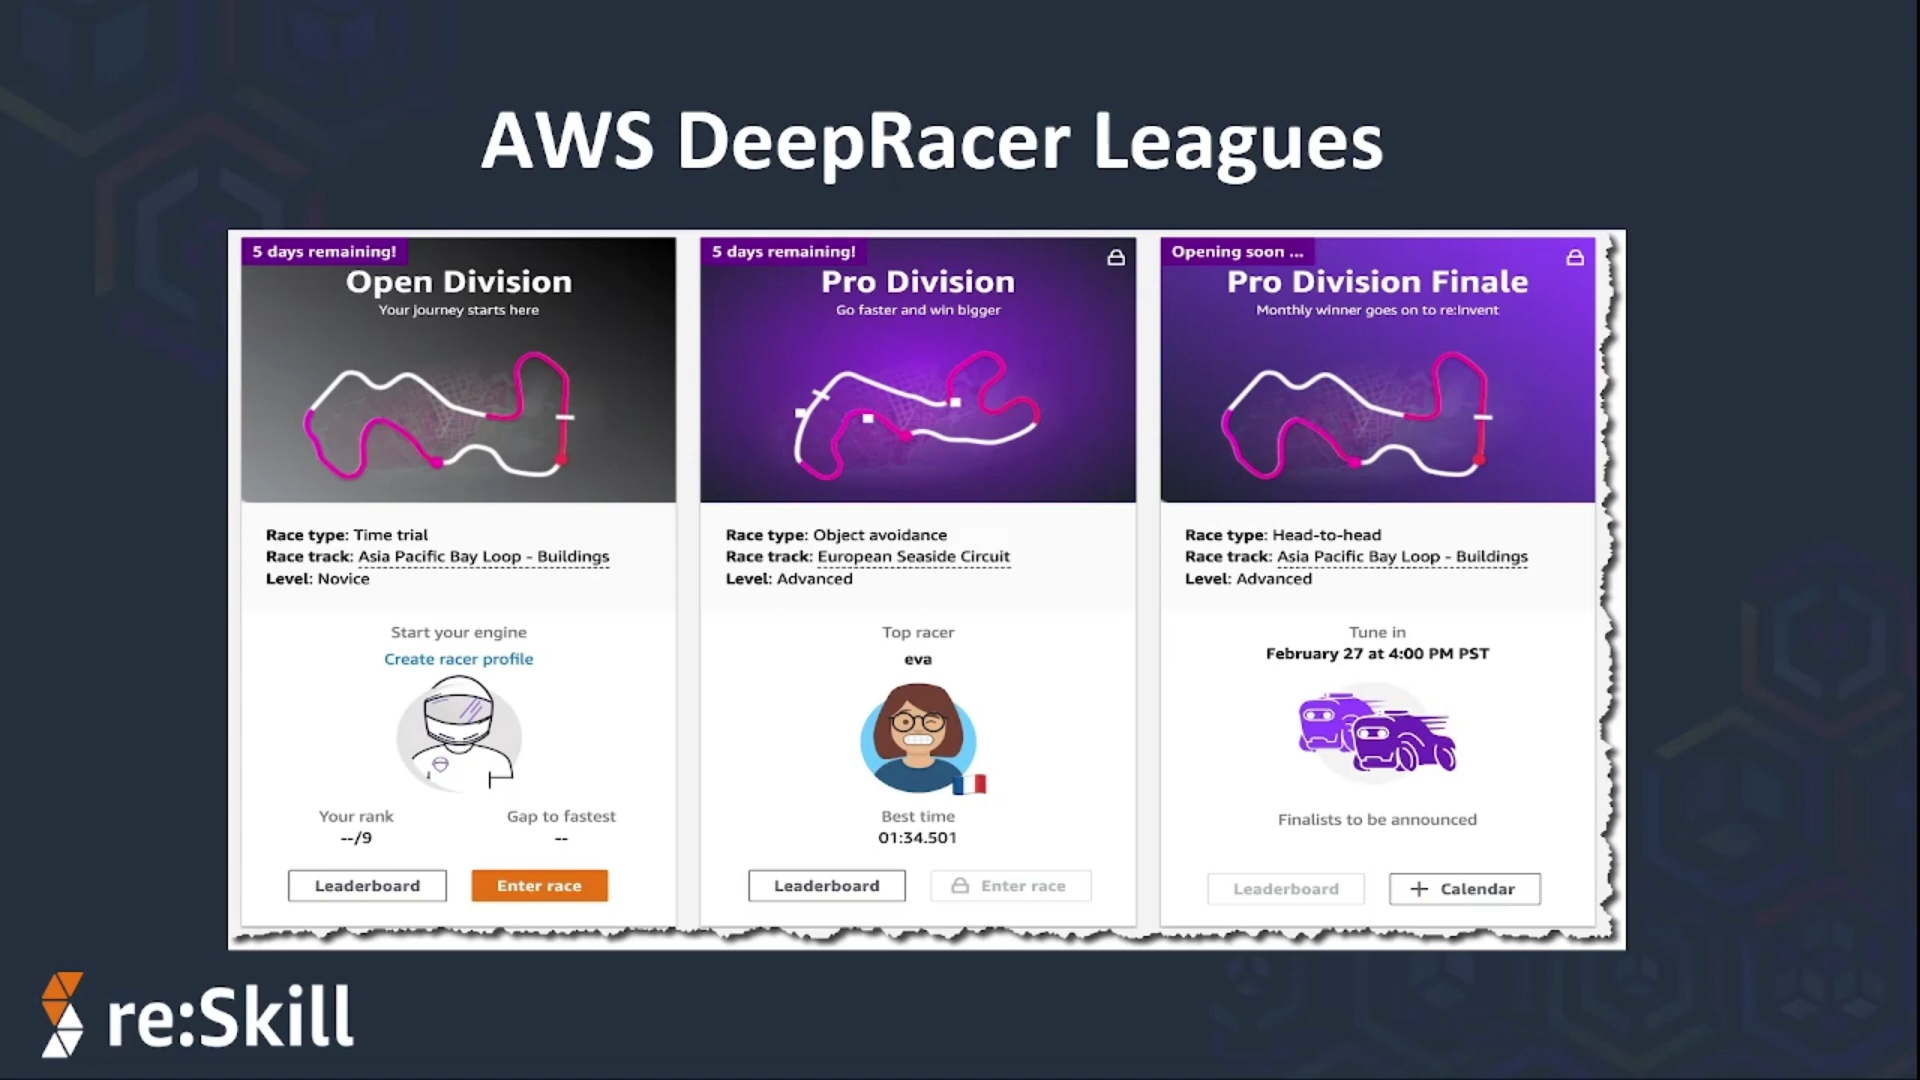 AWS DeepRacer Leagues
5 days remaining!
Open Division
Your journey starts here
Race type: Time trial
Race track: Asia Pacific Bay Loop - Buildings
Level: Novice
Start your engine
Create racer profile
Your rank
--/9
Gap to fastest
--
Leaderboard
Enter race
5 days remaining!
Pro Division
Go faster and win bigger
Race type: Object avoidance
Race track: European Seaside Circuit
Level: Advanced
Top racer
eva
Best time
01:34.501
Leaderboard
Enter race
Opening soon ...
Pro Division Finale
Monthly winner goes on to re:Invent
Race type: Head-to-head
Race track: Asia Pacific Bay Loop - Buildings
Level: Advanced
Tune in
February 27 at 4:00 PM PST
Finalists to be announced
Leaderboard
+ Calendar
re:Skill